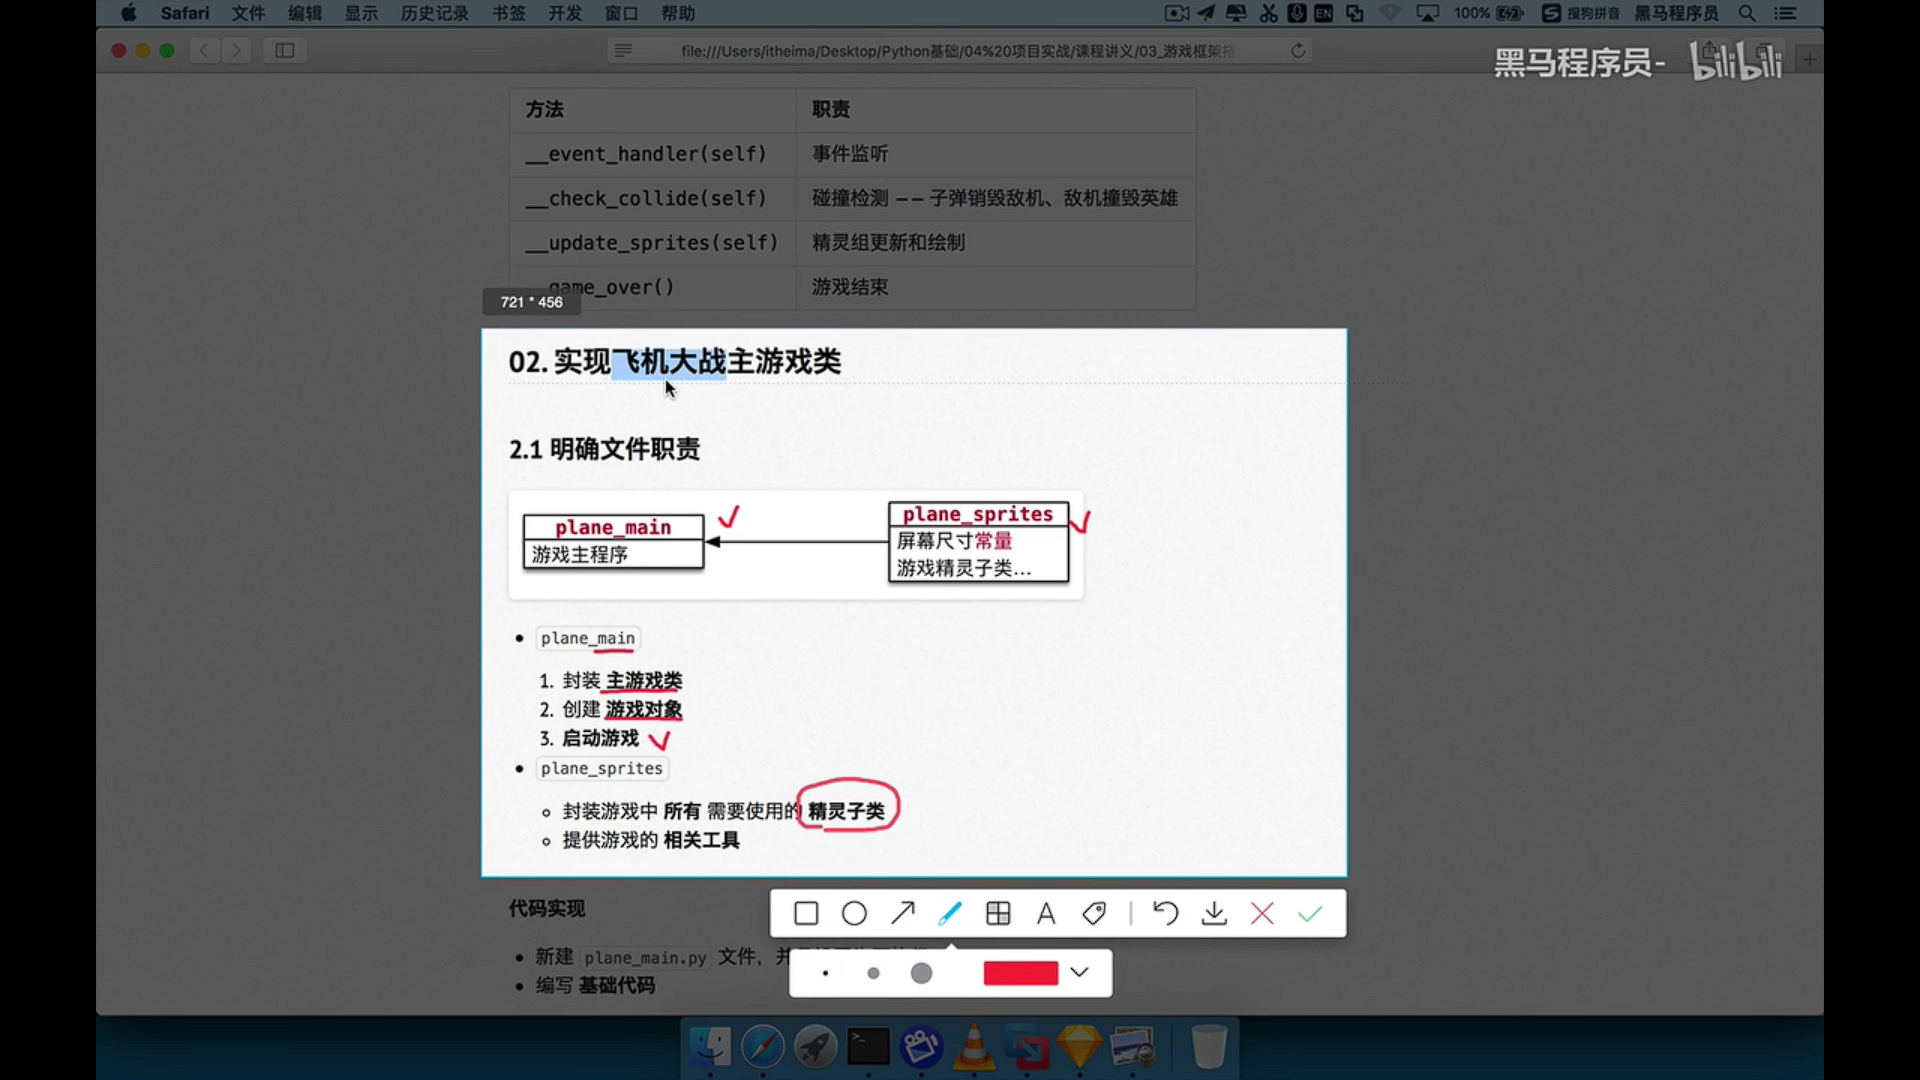 Safari 文件 编辑 显示 历史记录 书签 开发 窗口 帮助 EN 100% 搜狗拼音 黑马程序员
file:///Users/itheima/Desktop/Python基础/04%20项目实战/课程讲义/03_游戏框架搭
黑马程序员- bilibili
方法 职责
__event_handler(self) 事件监听
__check_collide(self) 碰撞检测 —— 子弹销毁敌机、敌机撞毁英雄
__update_sprites(self) 精灵组更新和绘制
game_over() 游戏结束
721 * 456
02. 实现飞机大战主游戏类
2.1 明确文件职责
plane_main
游戏主程序
plane_sprites
屏幕尺寸常量
游戏精灵子类...
plane_main
1. 封装 主游戏类
2. 创建 游戏对象
3. 启动游戏
plane_sprites
封装游戏中 所有 需要使用的 精灵子类
提供游戏的 相关工具
代码实现
新建 plane_main.py 文件，并
编写 基础代码